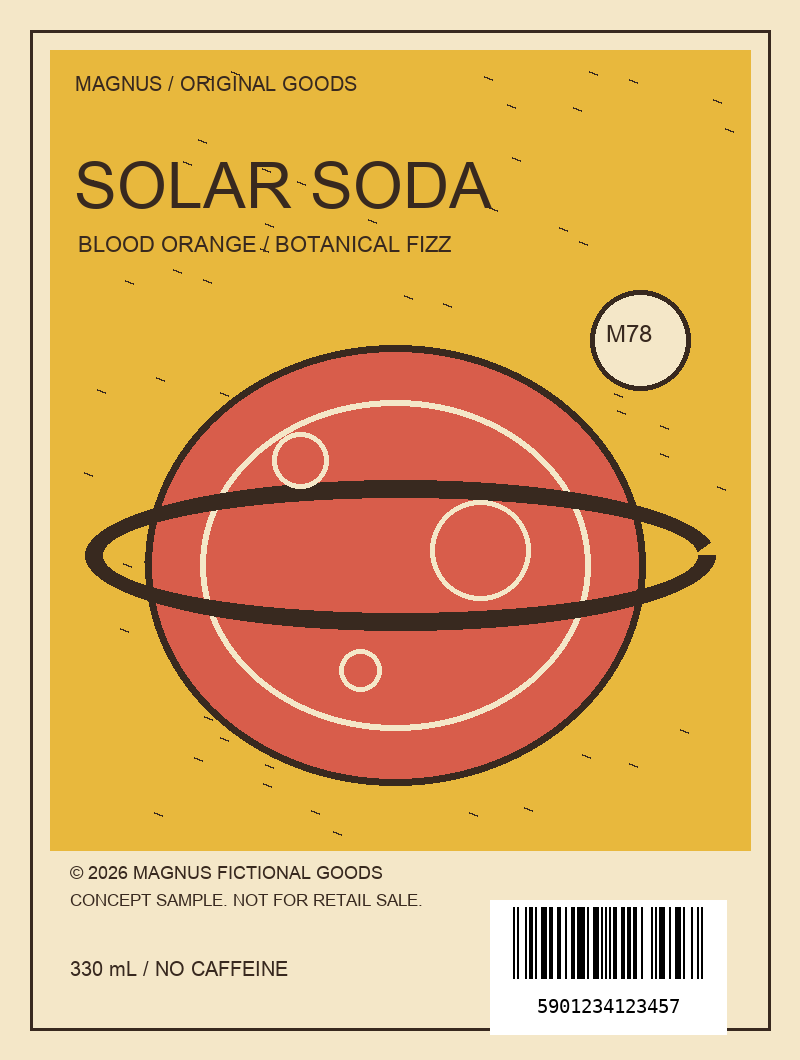 MAGNUS / ORIGINAL GOODS
SOLAR SODA
BLOOD ORANGE / BOTANICAL FIZZ
M78
© 2026 MAGNUS FICTIONAL GOODS
CONCEPT SAMPLE. NOT FOR RETAIL SALE.
330 mL / NO CAFFEINE
5901234123457